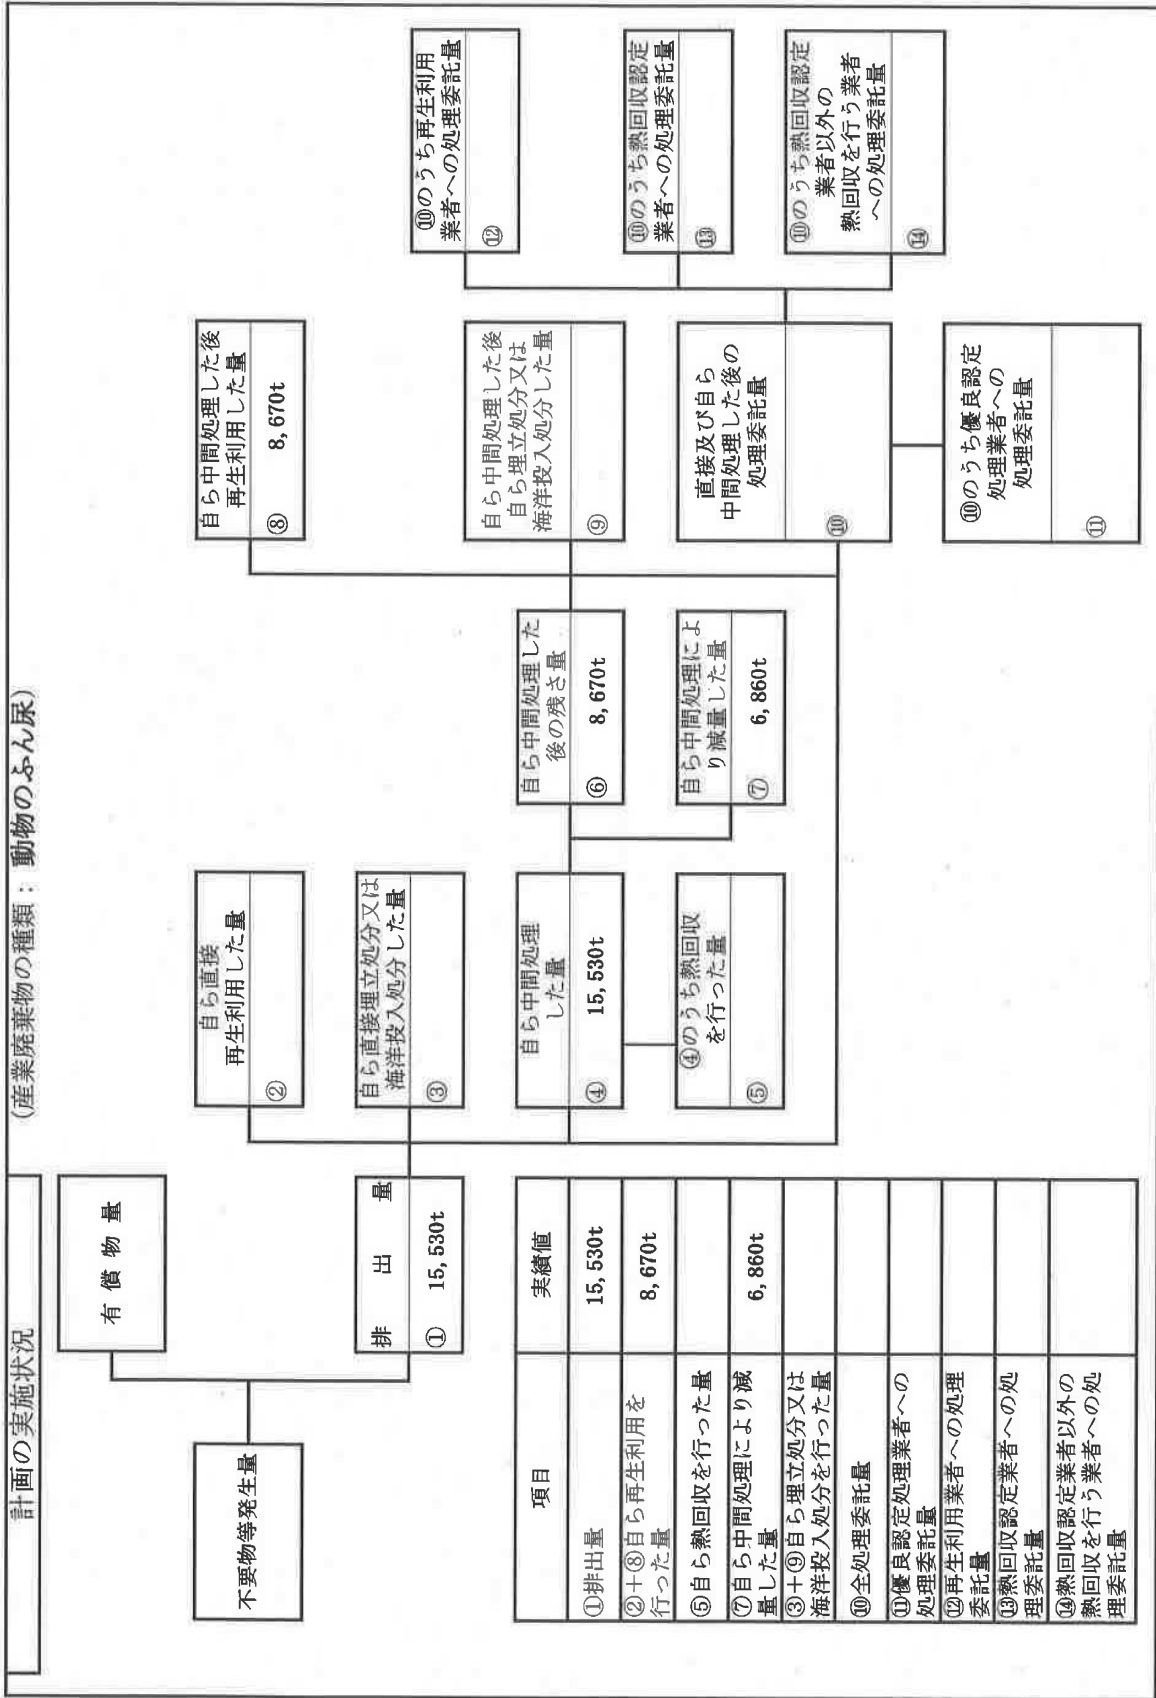 計画の実施状況
(産業廃棄物の種類： 動物のふん尿)
不要物等発生量
有 償 物 量
排 出 量
① 15,530t
自ら直接
再生利用した量
②
自ら直接埋立処分又は
海洋投入処分した量
③
自ら中間処理
した量
④ 15,530t
④のうち熱回収
を行った量
⑤
自ら中間処理した
後の残さ量
⑥ 8,670t
自ら中間処理によ
り減量した量
⑦ 6,860t
自ら中間処理した後
再生利用した量
⑧ 8,670t
自ら中間処理した後
自ら埋立処分又は
海洋投入処分した量
⑨
直接及び自ら
中間処理した後の
処理委託量
⑩
⑩のうち優良認定
処理業者への
処理委託量
⑪
⑩のうち再生利用
業者への処理委託量
⑫
⑩のうち熱回収認定
業者への処理委託量
⑬
⑩のうち熱回収認定
業者以外の
熱回収を行う業者
への処理委託量
⑭
項目 実績値
①排出量 15,530t
②＋⑧自ら再生利用を
行った量 8,670t
⑤自ら熱回収を行った量
⑦自ら中間処理により減
量した量 6,860t
③＋⑨自ら埋立処分又は
海洋投入処分を行った量
⑩全処理委託量
⑪優良認定処理業者への
処理委託量
⑫再生利用業者への処理
委託量
⑬熱回収認定業者への処
理委託量
⑭熱回収認定業者以外の
熱回収を行う業者への処
理委託量